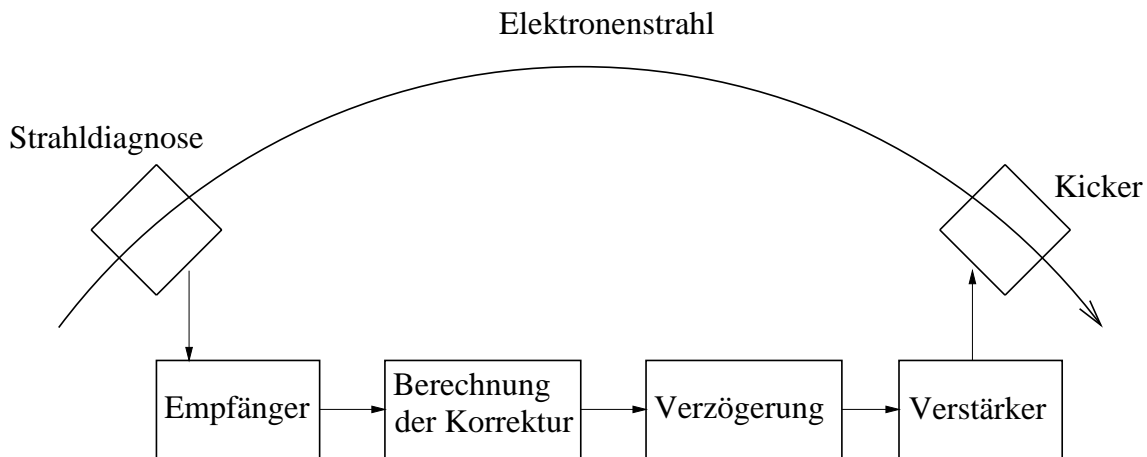 Elektronenstrahl
Strahldiagnose
Kicker
Empfänger
Berechnung
der Korrektur
Verzögerung
Verstärker